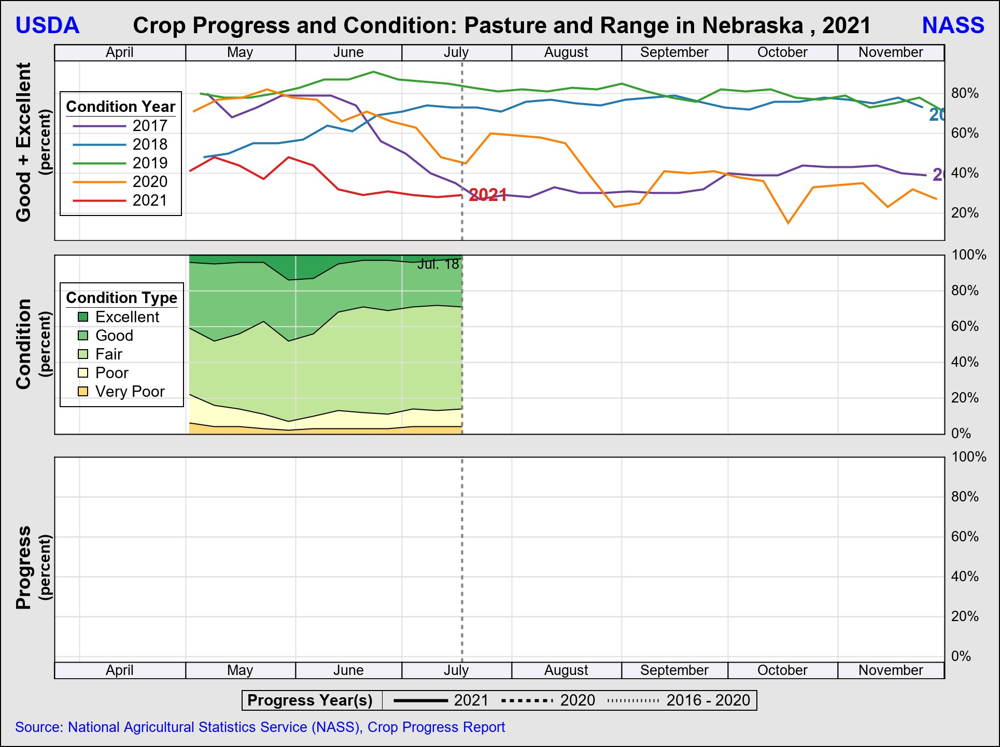 USDA Crop Progress and Condition: Pasture and Range in Nebraska , 2021 NASS
April May June July August September October November
Good + Excellent
(percent)
80%
60%
40%
20%
Condition Year
2017
2018
2019
2020
2021
2021
20
20
Condition
(percent)
100%
80%
60%
40%
20%
0%
Jul. 18
Condition Type
Excellent
Good
Fair
Poor
Very Poor
Progress
(percent)
100%
80%
60%
40%
20%
0%
April May June July August September October November
Progress Year(s) 2021 2020 2016 - 2020
Source: National Agricultural Statistics Service (NASS), Crop Progress Report